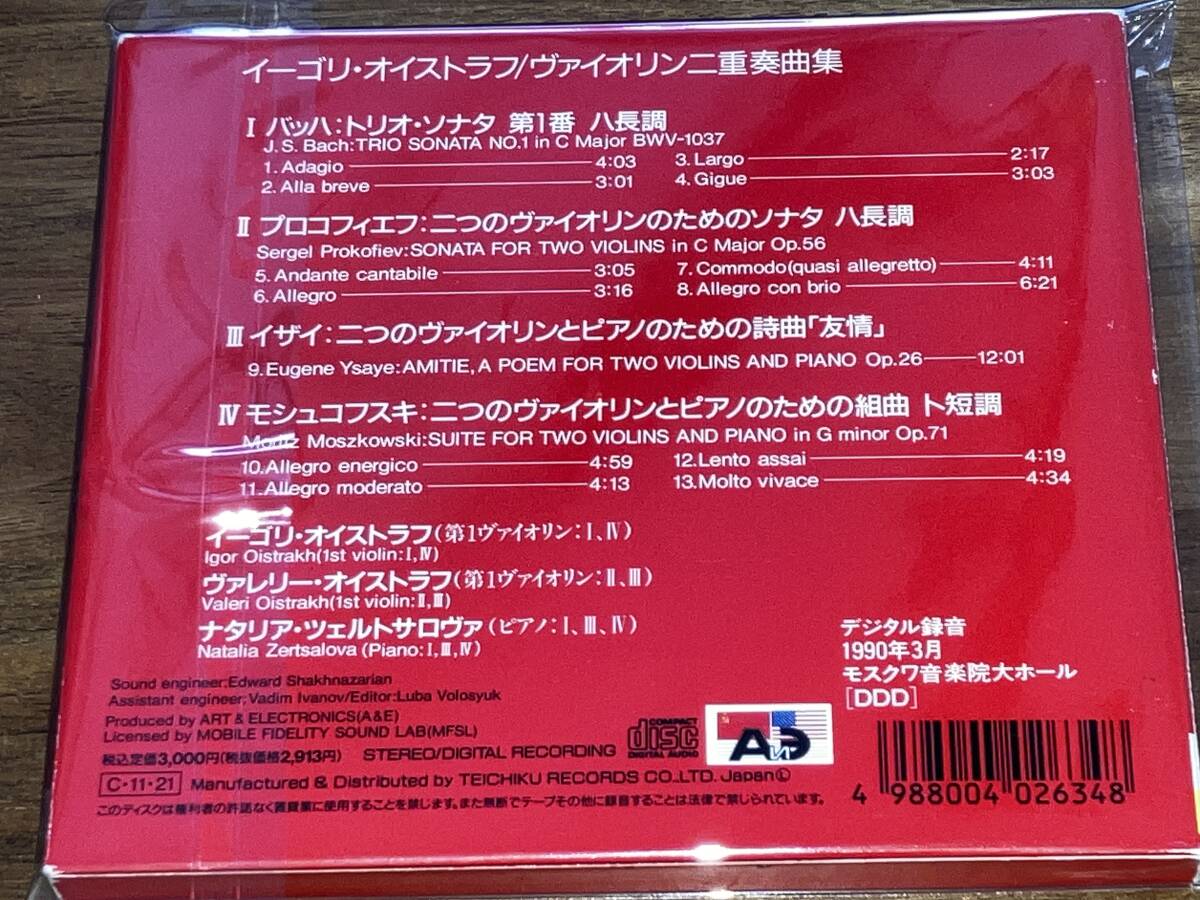 イーゴリ・オイストラフ/ヴァイオリン二重奏曲集
Ⅰ バッハ:トリオ・ソナタ 第1番 ハ長調
J.S.Bach:TRIO SONATA NO.1 in C Major BWV-1037
1.Adagio 4:03 3.Largo 2:17
2.Alla breve 3:01 4.Gigue 3:03
Ⅱ プロコフィエフ:二つのヴァイオリンのためのソナタ ハ長調
Sergel Prokofiev:SONATA FOR TWO VIOLINS in C Major Op.56
5.Andante cantabile 3:05 7.Commodo(quasi allegretto) 4:11
6.Allegro 3:16 8.Allegro con brio 6:21
Ⅲ イザイ:二つのヴァイオリンとピアノのための詩曲「友情」
9.Eugene Ysaye:AMITIE,A POEM FOR TWO VIOLINS AND PIANO Op.26 12:01
Ⅳ モシュコフスキ:二つのヴァイオリンとピアノのための組曲 ト短調
Moritz Moszkowski:SUITE FOR TWO VIOLINS AND PIANO in G minor Op.71
10.Allegro energico 4:59 12.Lento assai 4:19
11.Allegro moderato 4:13 13.Molto vivace 4:34
イーゴリ・オイストラフ(第1ヴァイオリン:Ⅰ、Ⅳ)
Igor Oistrakh(1st violin:Ⅰ,Ⅳ)
ヴァレリー・オイストラフ(第1ヴァイオリン:Ⅱ、Ⅲ)
Valeri Oistrakh(1st violin:Ⅱ,Ⅲ)
ナタリア・ツェルトサロヴァ(ピアノ:Ⅰ、Ⅲ、Ⅳ)
Natalia Zertsalova(Piano:Ⅰ,Ⅲ,Ⅳ)
デジタル録音
1990年3月
モスクワ音楽院大ホール
[DDD]
Sound engineer:Edward Shakhnazarian
Assistant engineer:Vadim Ivanov/Editor:Luba Volosyuk
Produced by ART & ELECTRONICS(A&E)
Licensed by MOBILE FIDELITY SOUND LAB(MFSL)
税込定価3,000円(税抜価格2,913円) STEREO/DIGITAL RECORDING
COMPACT disc DIGITAL AUDIO
AиD
C・11・21 Manufactured & Distributed by TEICHIKU RECORDS CO.,LTD. Japan Ⓛ
このディスクは権利者の許諾なく賃貸業に使用することを禁じます。また無断でテープその他に録音することは法律で禁じられています。
4 988004 026348